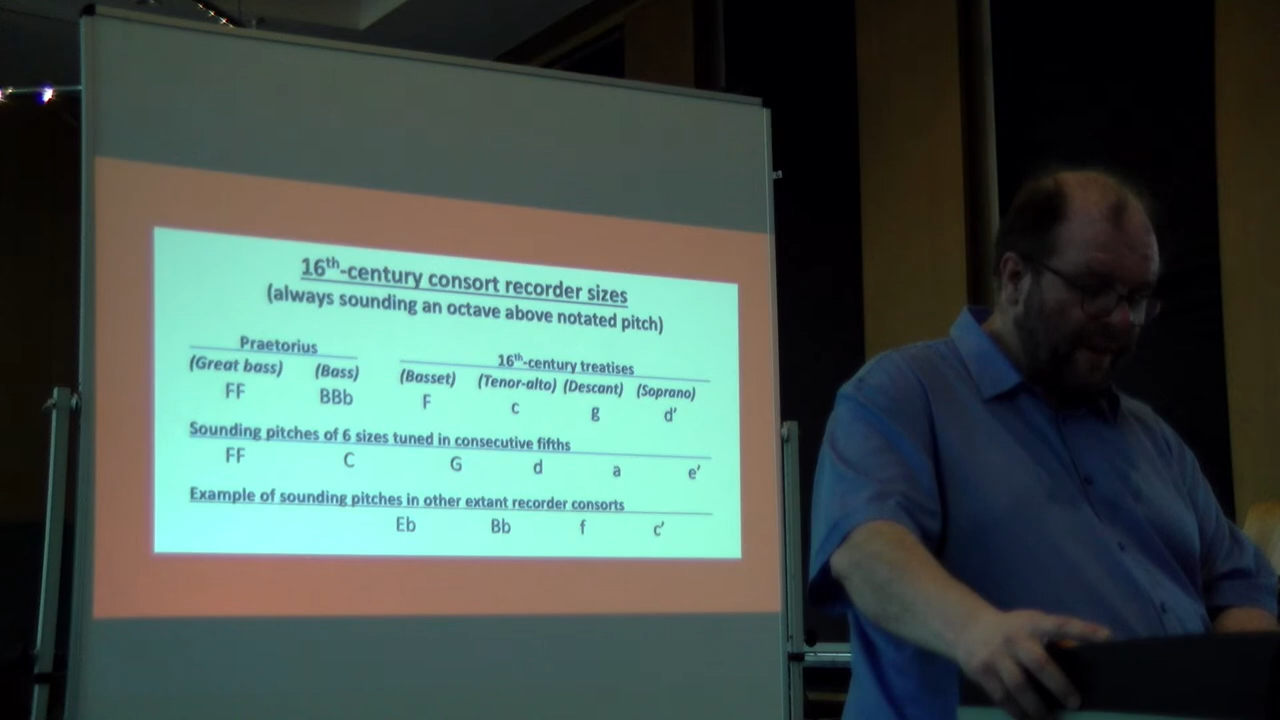 16th-century consort recorder sizes
(always sounding an octave above notated pitch)
Praetorius 16th-century treatises
(Great bass) (Bass) (Basset) (Tenor-alto) (Descant) (Soprano)
FF BBb F c g d'
Sounding pitches of 6 sizes tuned in consecutive fifths
FF C G d a e'
Example of sounding pitches in other extant recorder consorts
Eb Bb f c'